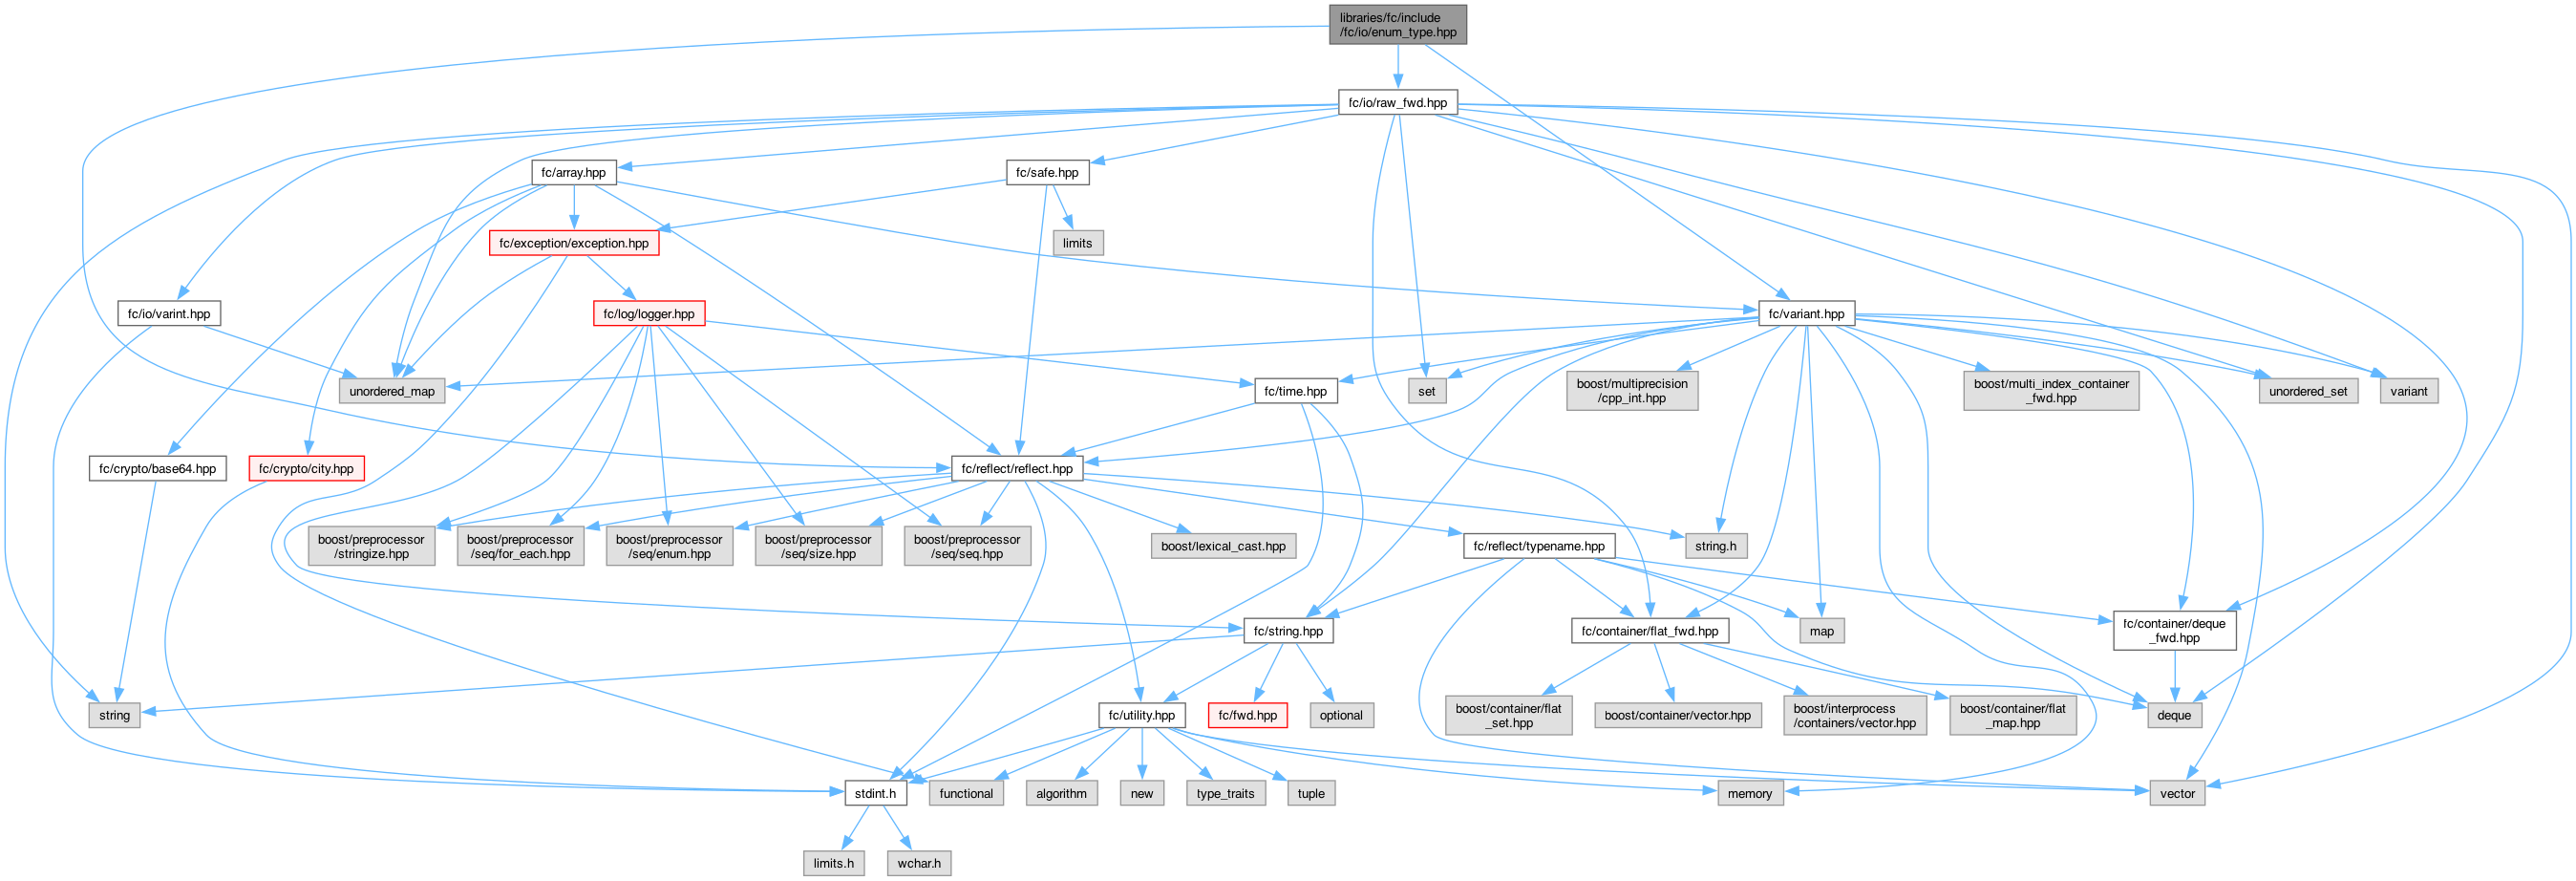 libraries/fc/include
/fc/io/enum_type.hpp
fc/io/raw_fwd.hpp
fc/array.hpp
fc/safe.hpp
fc/exception/exception.hpp
limits
fc/io/varint.hpp
fc/log/logger.hpp
fc/variant.hpp
unordered_map
fc/time.hpp
set
boost/multiprecision
/cpp_int.hpp
boost/multi_index_container
_fwd.hpp
unordered_set
variant
fc/crypto/base64.hpp
fc/crypto/city.hpp
fc/reflect/reflect.hpp
boost/preprocessor
/stringize.hpp
boost/preprocessor
/seq/for_each.hpp
boost/preprocessor
/seq/enum.hpp
boost/preprocessor
/seq/size.hpp
boost/preprocessor
/seq/seq.hpp
boost/lexical_cast.hpp
fc/reflect/typename.hpp
string.h
fc/string.hpp
fc/container/flat_fwd.hpp
map
fc/container/deque
_fwd.hpp
string
fc/utility.hpp
fc/fwd.hpp
optional
boost/container/flat
_set.hpp
boost/container/vector.hpp
boost/interprocess
/containers/vector.hpp
boost/container/flat
_map.hpp
deque
stdint.h
functional
algorithm
new
type_traits
tuple
memory
vector
limits.h
wchar.h